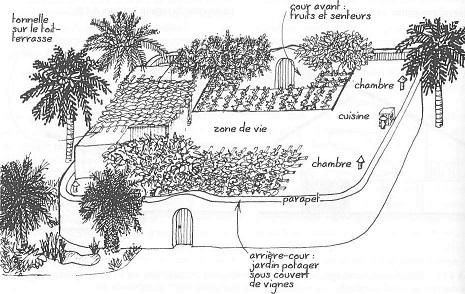 tonnelle
sur le toit-
terrasse
cour avant :
fruits et senteurs
chambre
cuisine
zone de vie
chambre
parapet
arrière-cour :
jardin potager
sous couvert
de vignes